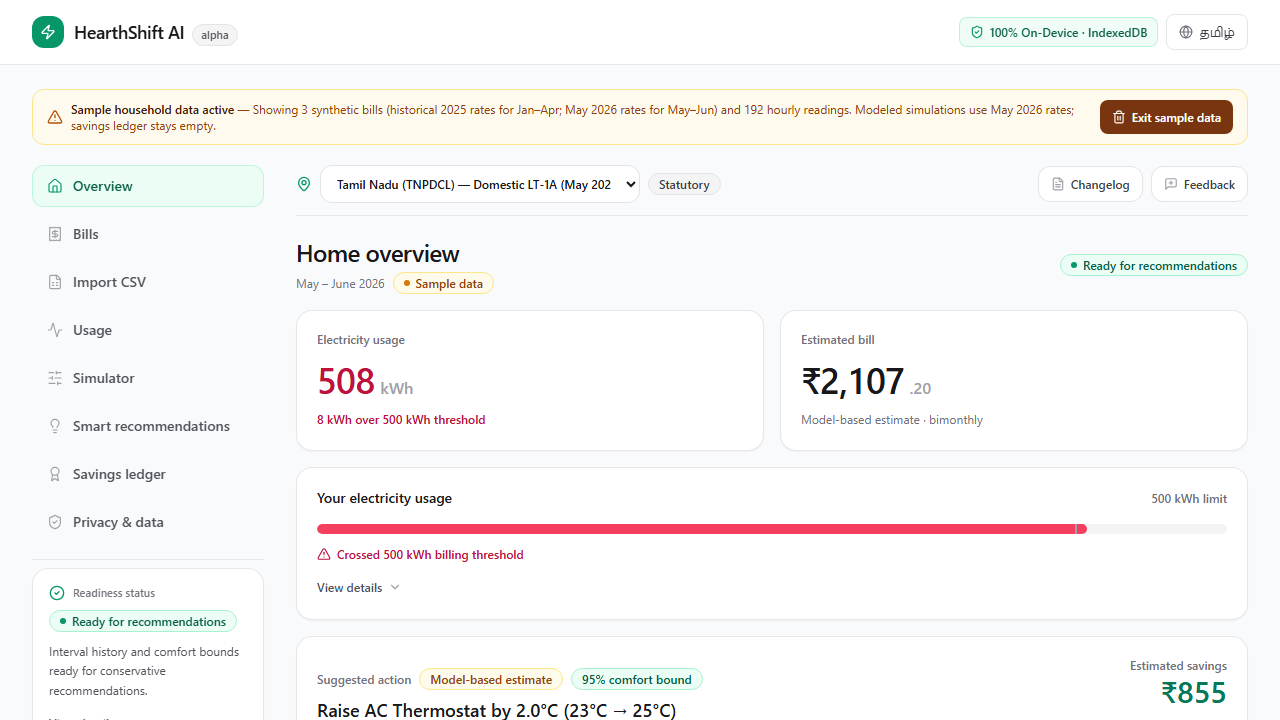 HearthShift AI alpha
100% On-Device · IndexedDB
தமிழ்
Sample household data active — Showing 3 synthetic bills (historical 2025 rates for Jan–Apr; May 2026 rates for May–Jun) and 192 hourly readings. Modeled simulations use May 2026 rates;
savings ledger stays empty.
Exit sample data
Overview
Bills
Import CSV
Usage
Simulator
Smart recommendations
Savings ledger
Privacy & data
Readiness status
Ready for recommendations
Interval history and comfort bounds
ready for conservative
recommendations.
Tamil Nadu (TNPDCL) — Domestic LT-1A (May 202
Statutory
Changelog
Feedback
Home overview
May – June 2026
Sample data
Ready for recommendations
Electricity usage
508 kWh
8 kWh over 500 kWh threshold
Estimated bill
₹2,107 .20
Model-based estimate · bimonthly
Your electricity usage
500 kWh limit
Crossed 500 kWh billing threshold
View details
Suggested action
Model-based estimate
95% comfort bound
Raise AC Thermostat by 2.0°C (23°C → 25°C)
Estimated savings
₹855